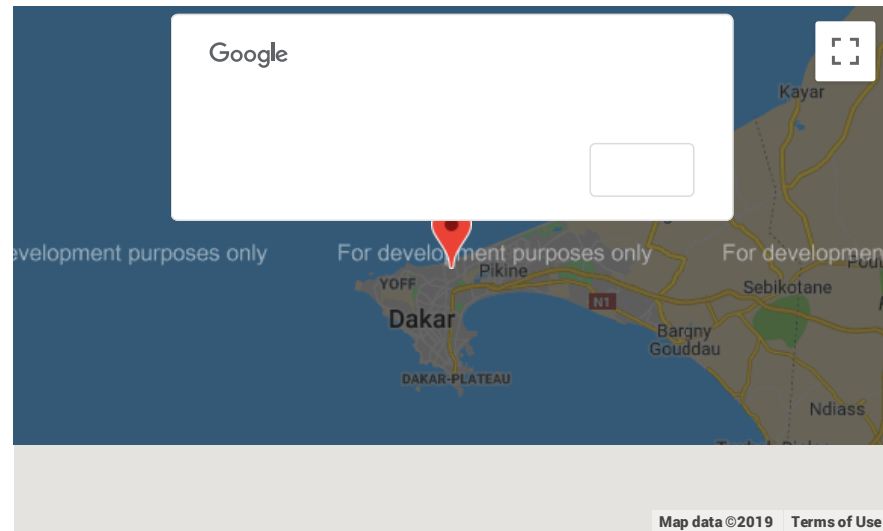 Google
Kayar
evelopment purposes only
For development purposes only
For developmen
Pikine
YOFF
Sebikotane
N1
Dakar
Bargny
Gouddau
DAKAR-PLATEAU
Ndiass
Map data ©2019
Terms of Use